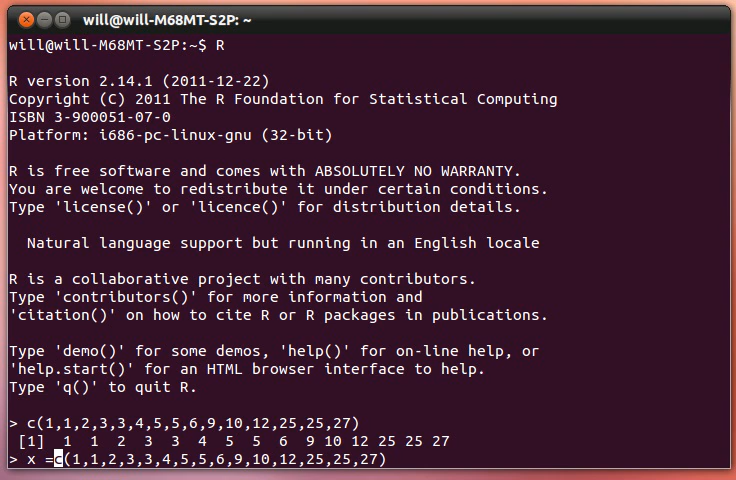 will@will-M68MT-S2P: ~
will@will-M68MT-S2P:~$ R
R version 2.14.1 (2011-12-22)
Copyright (C) 2011 The R Foundation for Statistical Computing
ISBN 3-900051-07-0
Platform: i686-pc-linux-gnu (32-bit)
R is free software and comes with ABSOLUTELY NO WARRANTY.
You are welcome to redistribute it under certain conditions.
Type 'license()' or 'licence()' for distribution details.
Natural language support but running in an English locale
R is a collaborative project with many contributors.
Type 'contributors()' for more information and
'citation()' on how to cite R or R packages in publications.
Type 'demo()' for some demos, 'help()' for on-line help, or
'help.start()' for an HTML browser interface to help.
Type 'q()' to quit R.
> c(1,1,2,3,3,4,5,5,6,9,10,12,25,25,27)
[1]  1  1  2  3  3  4  5  5  6  9 10 12 25 25 27
> x =c(1,1,2,3,3,4,5,5,6,9,10,12,25,25,27)